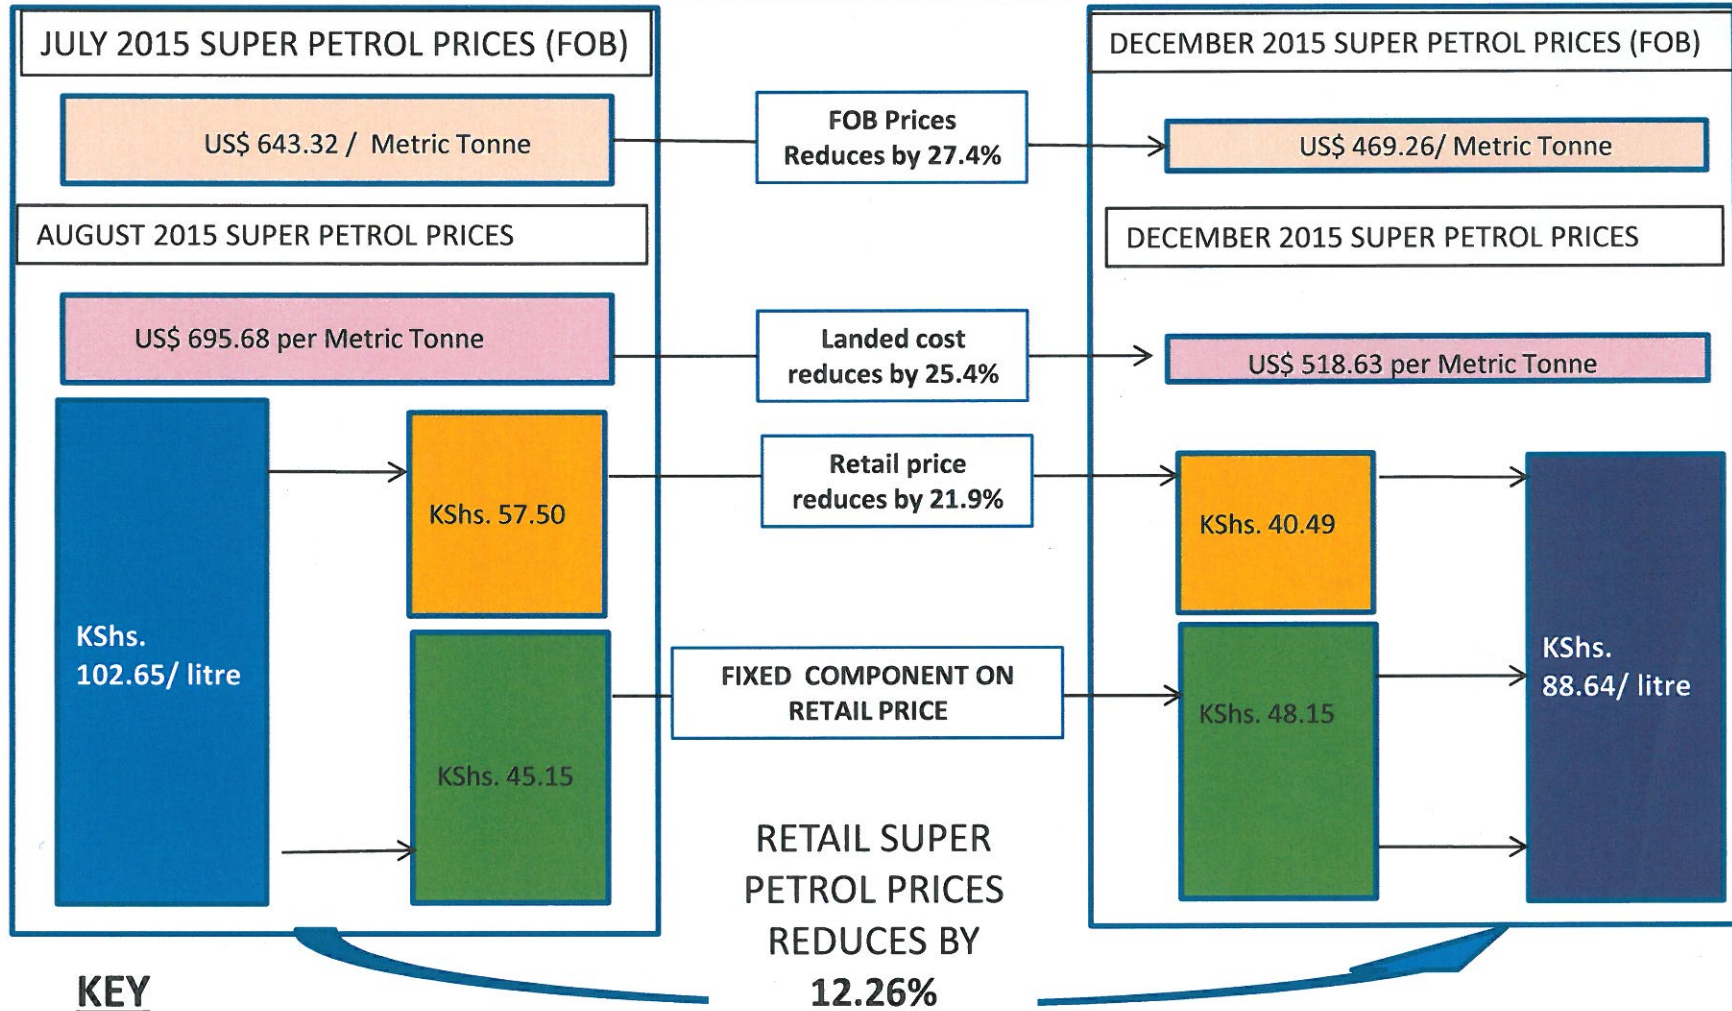 JULY 2015 SUPER PETROL PRICES (FOB)
US$ 643.32 / Metric Tonne
AUGUST 2015 SUPER PETROL PRICES
US$ 695.68 per Metric Tonne
KShs.
102.65/ litre
KShs. 57.50
KShs. 45.15
FOB Prices
Reduces by 27.4%
Landed cost
reduces by 25.4%
Retail price
reduces by 21.9%
FIXED COMPONENT ON
RETAIL PRICE
RETAIL SUPER
PETROL PRICES
REDUCES BY
12.26%
DECEMBER 2015 SUPER PETROL PRICES (FOB)
US$ 469.26/ Metric Tonne
DECEMBER 2015 SUPER PETROL PRICES
US$ 518.63 per Metric Tonne
KShs. 40.49
KShs. 48.15
KShs.
88.64/ litre
KEY